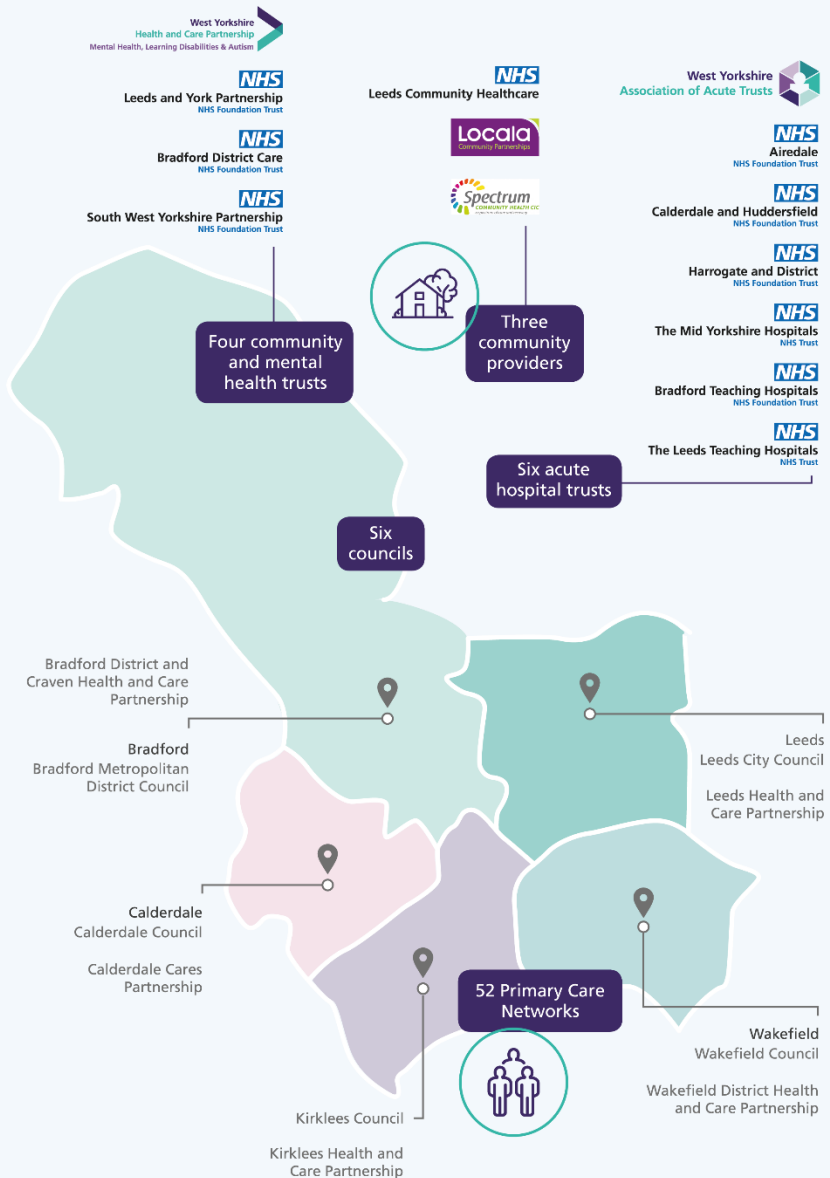 West Yorkshire
Health and Care Partnership
Mental Health, Learning Disabilities & Autism
NHS
Leeds and York Partnership
NHS Foundation Trust
NHS
Bradford District Care
NHS Foundation Trust
NHS
South West Yorkshire Partnership
NHS Foundation Trust
Four community
and mental
health trusts
NHS
Leeds Community Healthcare
Locala
Community Partnerships
Spectrum
COMMUNITY HEALTH CIC
Three
community
providers
West Yorkshire
Association of Acute Trusts
NHS
Airedale
NHS Foundation Trust
NHS
Calderdale and Huddersfield
NHS Foundation Trust
NHS
Harrogate and District
NHS Foundation Trust
NHS
The Mid Yorkshire Hospitals
NHS Trust
NHS
Bradford Teaching Hospitals
NHS Foundation Trust
NHS
The Leeds Teaching Hospitals
NHS Trust
Six acute
hospital trusts
Six
councils
Bradford District and
Craven Health and Care
Partnership
Bradford
Bradford Metropolitan
District Council
Leeds
Leeds City Council
Leeds Health and
Care Partnership
Calderdale
Calderdale Council
Calderdale Cares
Partnership
52 Primary Care
Networks
Wakefield
Wakefield Council
Wakefield District Health
and Care Partnership
Kirklees Council
Kirklees Health and
Care Partnership